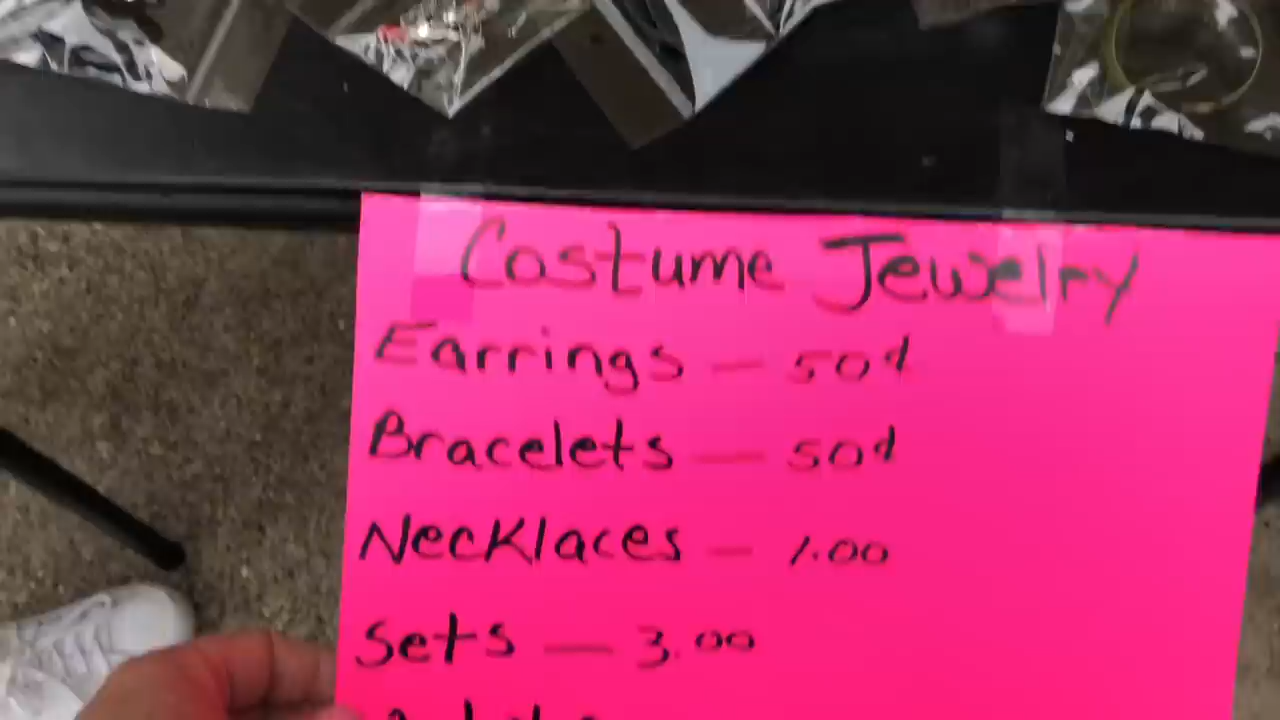 Costume Jewelry
Earrings — 50¢
Bracelets — 50¢
Necklaces — 1.00
Sets — 3.00